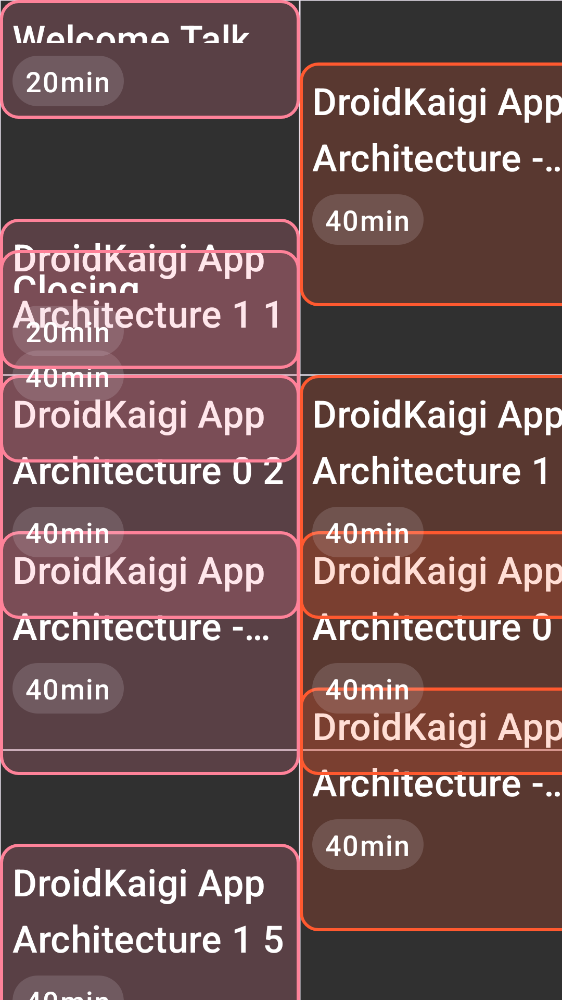 Welcome Talk
20min
DroidKaigi App
Closing
Architecture 1 1
20min
40min
DroidKaigi App
Architecture 0 2
40min
DroidKaigi App
Architecture -...
40min
DroidKaigi App
Architecture 1 5
40min
DroidKaigi App
Architecture -..
40min
DroidKaigi App
Architecture 1
40min
DroidKaigi App
Architecture 0
40min
DroidKaigi App
Architecture -..
40min